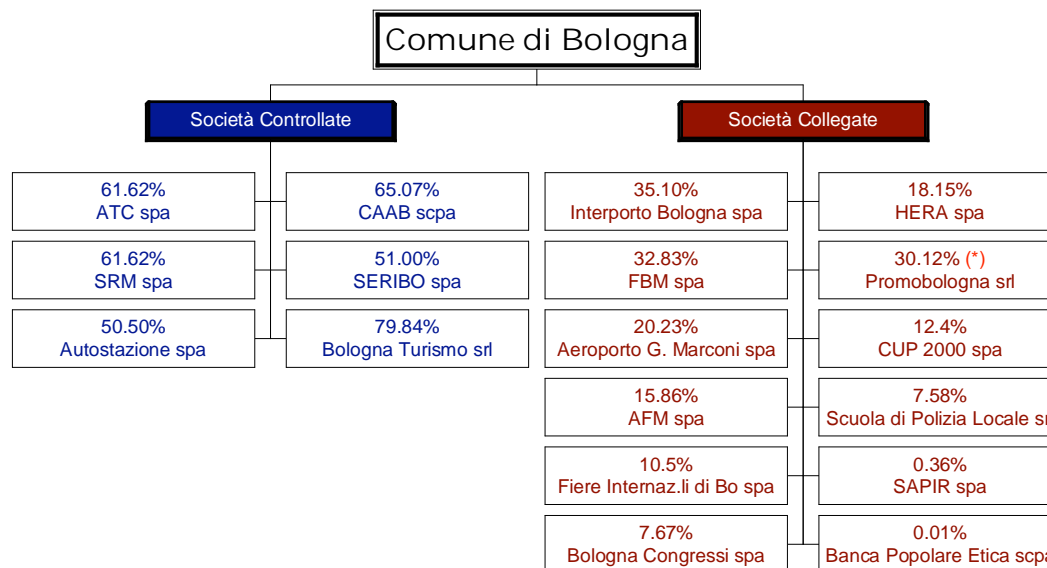 Comune di Bologna
Società Controllate
Società Collegate
61.62%
ATC spa
65.07%
CAAB scpa
61.62%
SRM spa
51.00%
SERIBO spa
50.50%
Autostazione spa
79.84%
Bologna Turismo srl
35.10%
Interporto Bologna spa
18.15%
HERA spa
32.83%
FBM spa
30.12% (*)
Promobologna srl
20.23%
Aeroporto G. Marconi spa
12.4%
CUP 2000 spa
15.86%
AFM spa
7.58%
Scuola di Polizia Locale sr
10.5%
Fiere Internaz.li di Bo spa
0.36%
SAPIR spa
7.67%
Bologna Congressi spa
0.01%
Banca Popolare Etica scpa